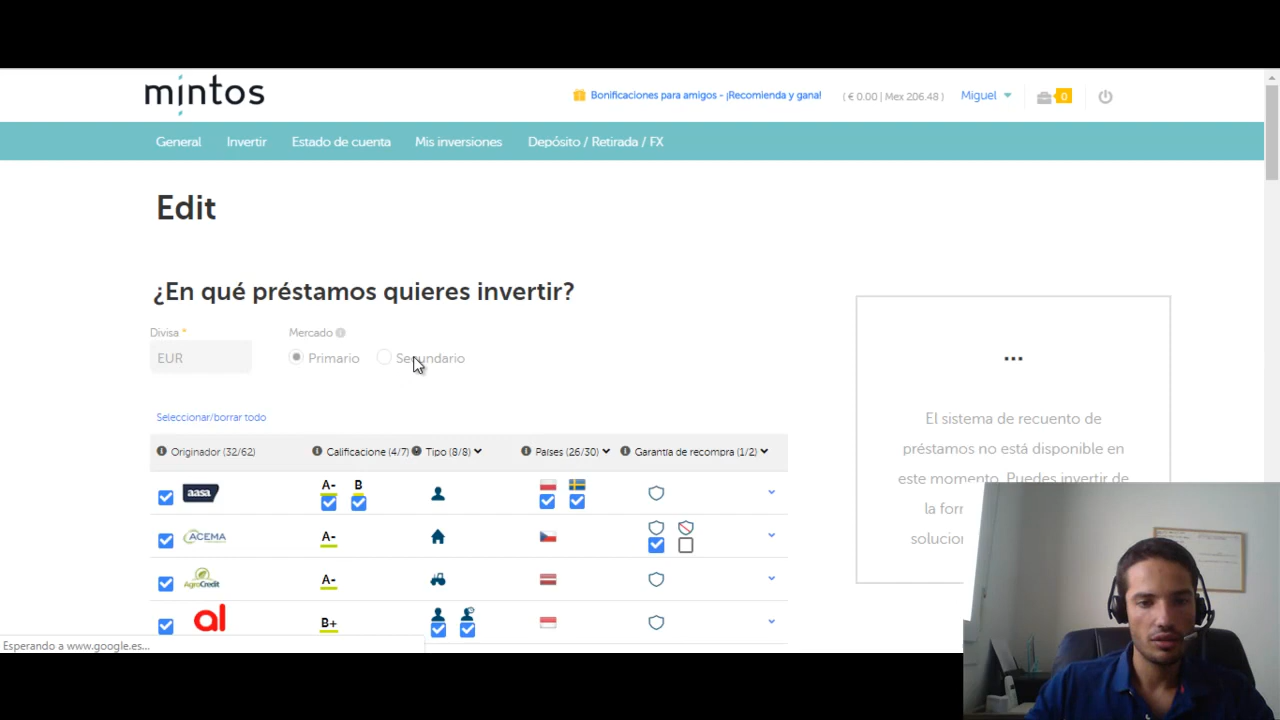 mintos
Bonificaciones para amigos - ¡Recomienda y gana!
( € 0.00 | Mex 206.48 )
Miguel
0
General
Invertir
Estado de cuenta
Mis inversiones
Depósito / Retirada / FX
Edit
¿En qué préstamos quieres invertir?
Divisa *
Mercado
EUR
Primario
Secundario
...
El sistema de recuento de
préstamos no está disponible en
este momento. Puedes invertir de
la
Seleccionar/borrar todo
Originador (32/62)
Calificacione (4/7)
Tipo (8/8)
Países (26/30)
Garantía de recompra (1/2)
aasa
A-
B
ACEMA
A-
AgroCredit
A-
al
B+
Esperando a www.google.es...